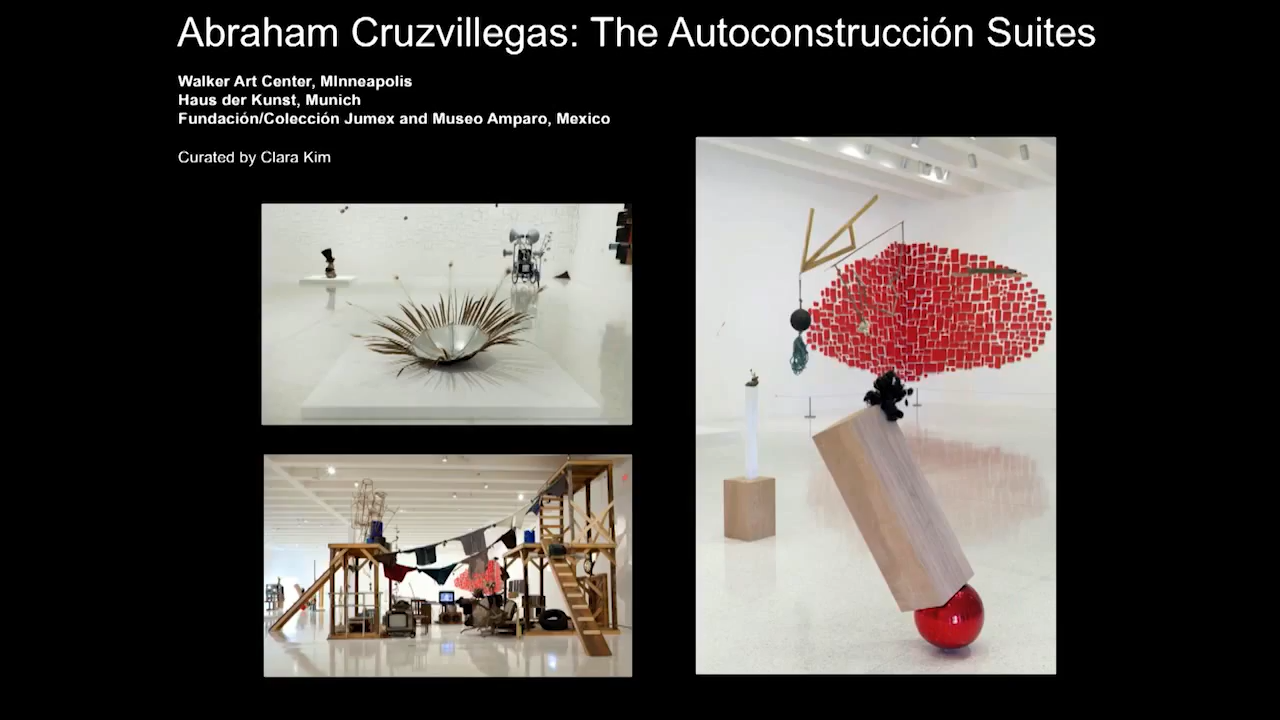 Abraham Cruzvillegas: The Autoconstrucción Suites
Walker Art Center, MInneapolis
Haus der Kunst, Munich
Fundación/Colección Jumex and Museo Amparo, Mexico
Curated by Clara Kim